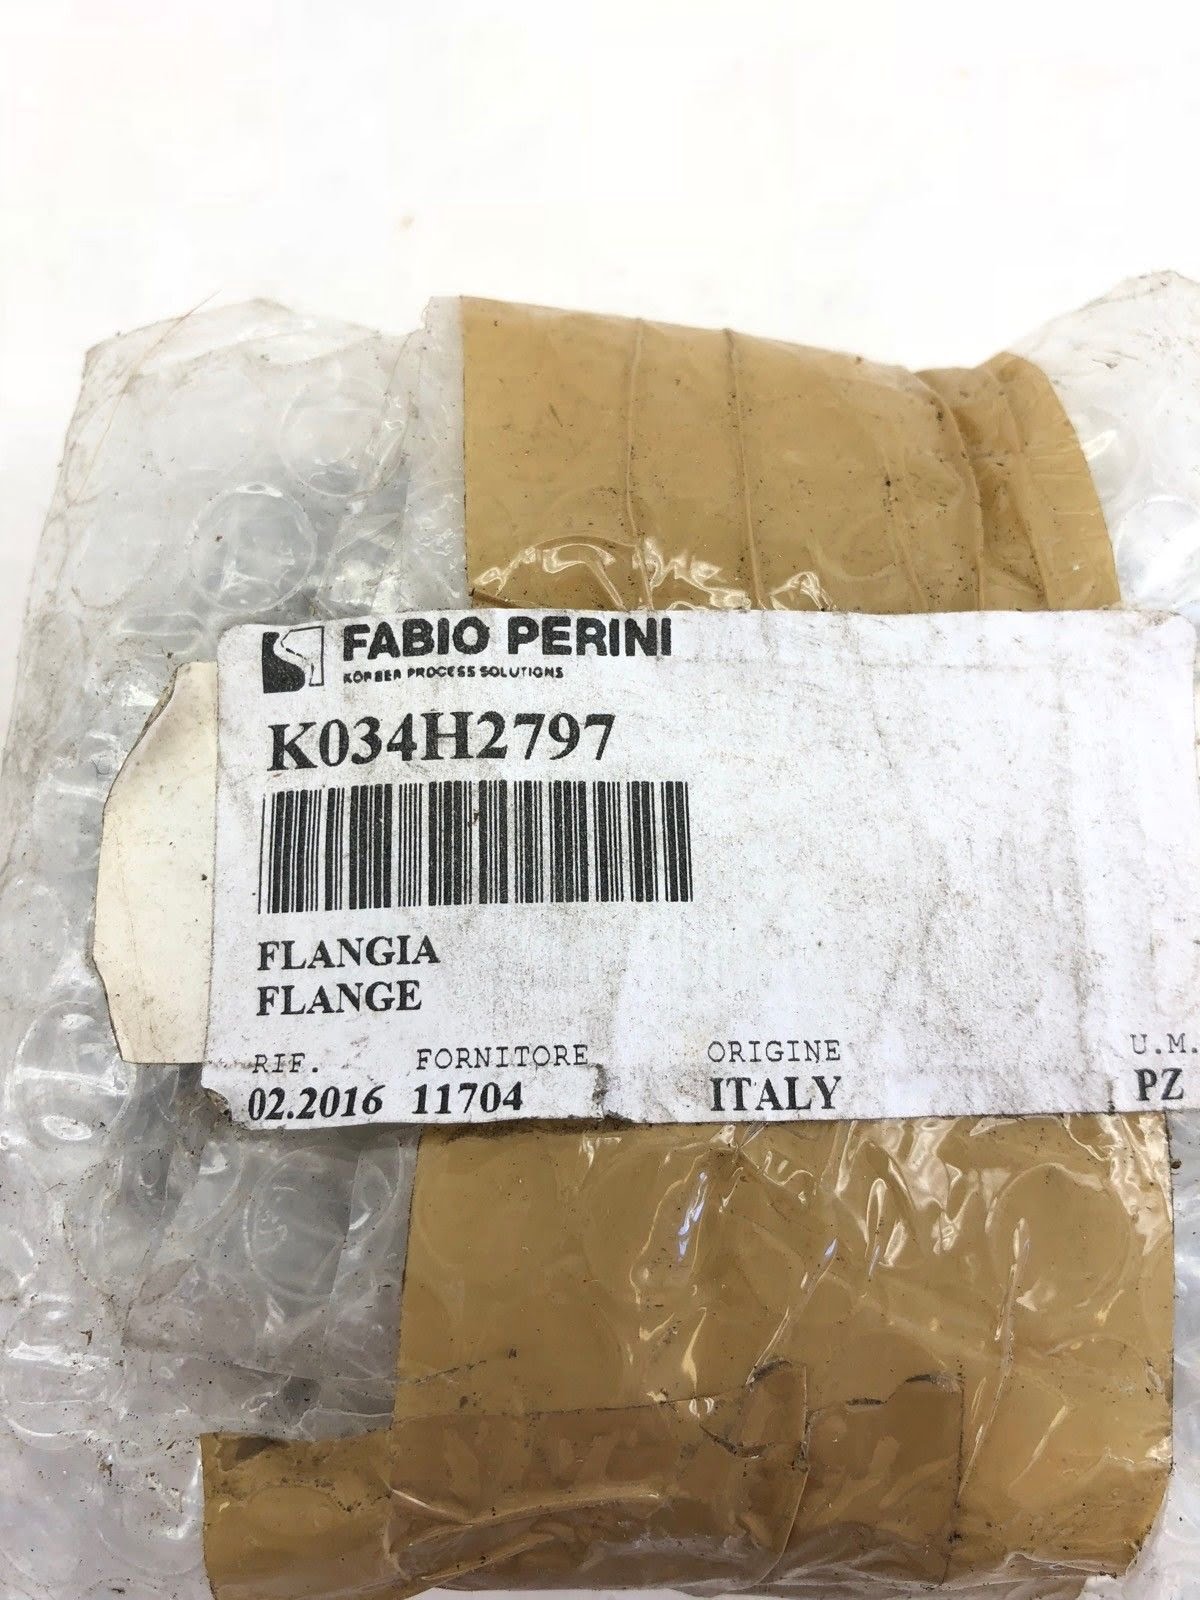 FABIO PERINI
KÖRBER PROCESS SOLUTIONS
K034H2797
FLANGIA
FLANGE
RIF. FORNITORE ORIGINE U.M.
02.2016 11704 ITALY PZ